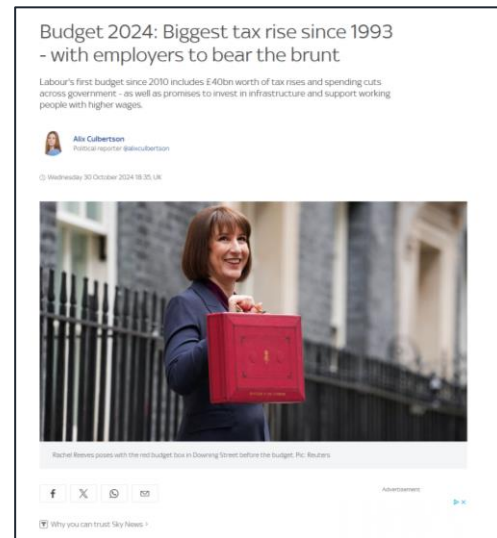 Budget 2024: Biggest tax rise since 1993
- with employers to bear the brunt
Labour's first budget since 2010 includes £40bn worth of tax rises and spending cuts
across government - as well as promises to invest in infrastructure and support working
people with higher wages.
Alix Culbertson
Political reporter @alixculbertson
Wednesday 30 October 2024 18:35, UK
Rachel Reeves poses with the red budget box in Downing Street before the budget. Pic: Reuters
Advertisement
Why you can trust Sky News >